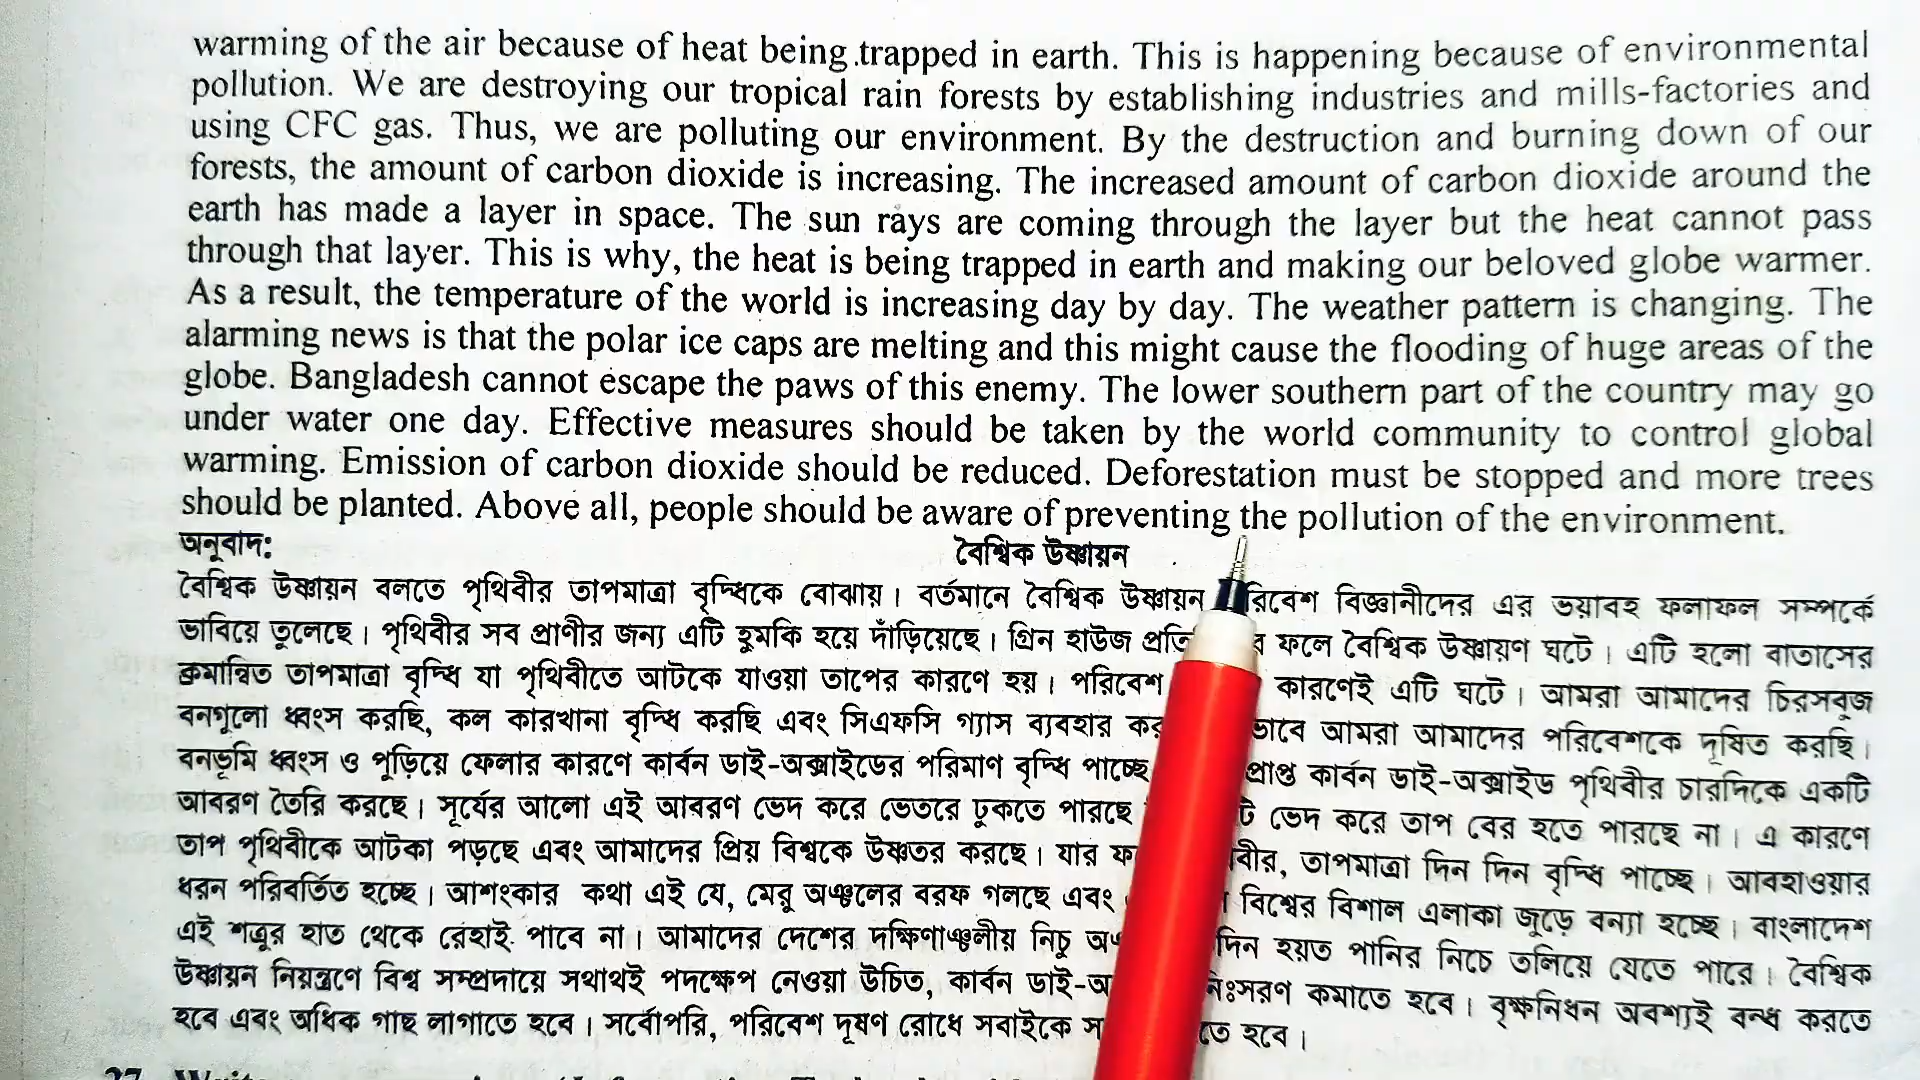 warming of the air because of heat being trapped in earth. This is happening because of environmental
pollution. We are destroying our tropical rain forests by establishing industries and mills-factories and
using CFC gas. Thus, we are polluting our environment. By the destruction and burning down of our
forests, the amount of carbon dioxide is increasing. The increased amount of carbon dioxide around the
earth has made a layer in space. The sun rays are coming through the layer but the heat cannot pass
through that layer. This is why, the heat is being trapped in earth and making our beloved globe warmer.
As a result, the temperature of the world is increasing day by day. The weather pattern is changing. The
alarming news is that the polar ice caps are melting and this might cause the flooding of huge areas of the
globe. Bangladesh cannot escape the paws of this enemy. The lower southern part of the country may go
under water one day. Effective measures should be taken by the world community to control global
warming. Emission of carbon dioxide should be reduced. Deforestation must be stopped and more trees
should be planted. Above all, people should be aware of preventing the pollution of the environment.
অনুবাদ: বৈশ্বিক উষ্ণায়ন
বৈশ্বিক উষ্ণায়ন বলতে পৃথিবীর তাপমাত্রা বৃদ্ধিকে বোঝায়। বর্তমানে বৈশ্বিক উষ্ণায়ন বিজ্ঞানীদের এর ভয়াবহ ফলাফল সম্পর্কে
ভাবিয়ে তুলেছে। পৃথিবীর সব প্রাণীর জন্য এটি হুমকি হয়ে দাঁড়িয়েছে। গ্রিন হাউজ ফলে বৈশ্বিক উষ্ণায়ণ ঘটে। এটি হলো বাতাসের
ক্রমান্বিত তাপমাত্রা বৃদ্ধি যা পৃথিবীতে আটকে যাওয়া তাপের কারণে হয়। পরিবেশ কারণেই এটি ঘটে। আমরা আমাদের চিরসবুজ
বনগুলো ধ্বংস করছি, কল কারখানা বৃদ্ধি করছি এবং সিএফসি গ্যাস ব্যবহার আমরা আমাদের পরিবেশকে দূষিত করছি।
বনভূমি ধ্বংস ও পুড়িয়ে ফেলার কারণে কার্বন ডাই-অক্সাইডের পরিমাণ বৃদ্ধি পাচ্ছে প্রাপ্ত কার্বন ডাই-অক্সাইড পৃথিবীর চারদিকে একটি
আবরণ তৈরি করছে। সূর্যের আলো এই আবরণ ভেদ করে ভেতরে ঢুকতে পারছে ভেদ করে তাপ বের হতে পারছে না। এ কারণে
তাপ পৃথিবীকে আটকা পড়ছে এবং আমাদের প্রিয় বিশ্বকে উষ্ণতর করছে। যার তাপমাত্রা দিন দিন বৃদ্ধি পাচ্ছে। আবহাওয়ার
ধরন পরিবর্তিত হচ্ছে। আশংকার কথা এই যে, মেরু অঞ্চলের বরফ গলছে এবং বিশ্বের বিশাল এলাকা জুড়ে বন্যা হচ্ছে। বাংলাদেশ
এই শত্রুর হাত থেকে রেহাই পাবে না। আমাদের দেশের দক্ষিণাঞ্চলীয় নিচু দিন হয়ত পানির নিচে তলিয়ে যেতে পারে। বৈশ্বিক
উষ্ণায়ন নিয়ন্ত্রণে বিশ্ব সম্প্রদায়ে সথাথই পদক্ষেপ নেওয়া উচিত, কার্বন কমাতে হবে। বৃক্ষনিধন অবশ্যই বন্ধ করতে
হবে এবং অধিক গাছ লাগাতে হবে। সর্বোপরি, পরিবেশ দূষণ রোধে সবাইকে হবে।